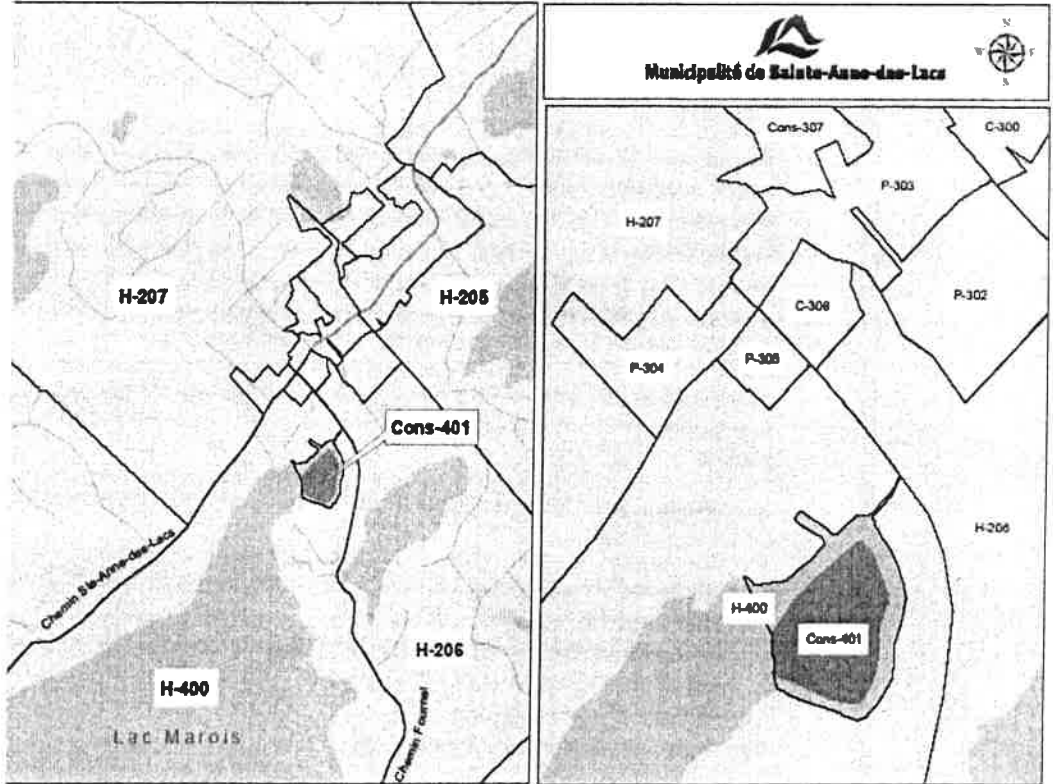 H-207
H-205
Cons-401
Chemin Ste-Anne-des-Lacs
H-206
H-400
Lac Marois
Chemin Fournel
Municipalité de Sainte-Anne-des-Lacs
N
W
E
S
Cons-307
C-300
P-303
H-207
P-302
C-306
P-304
P-305
H-206
H-400
Cons-401